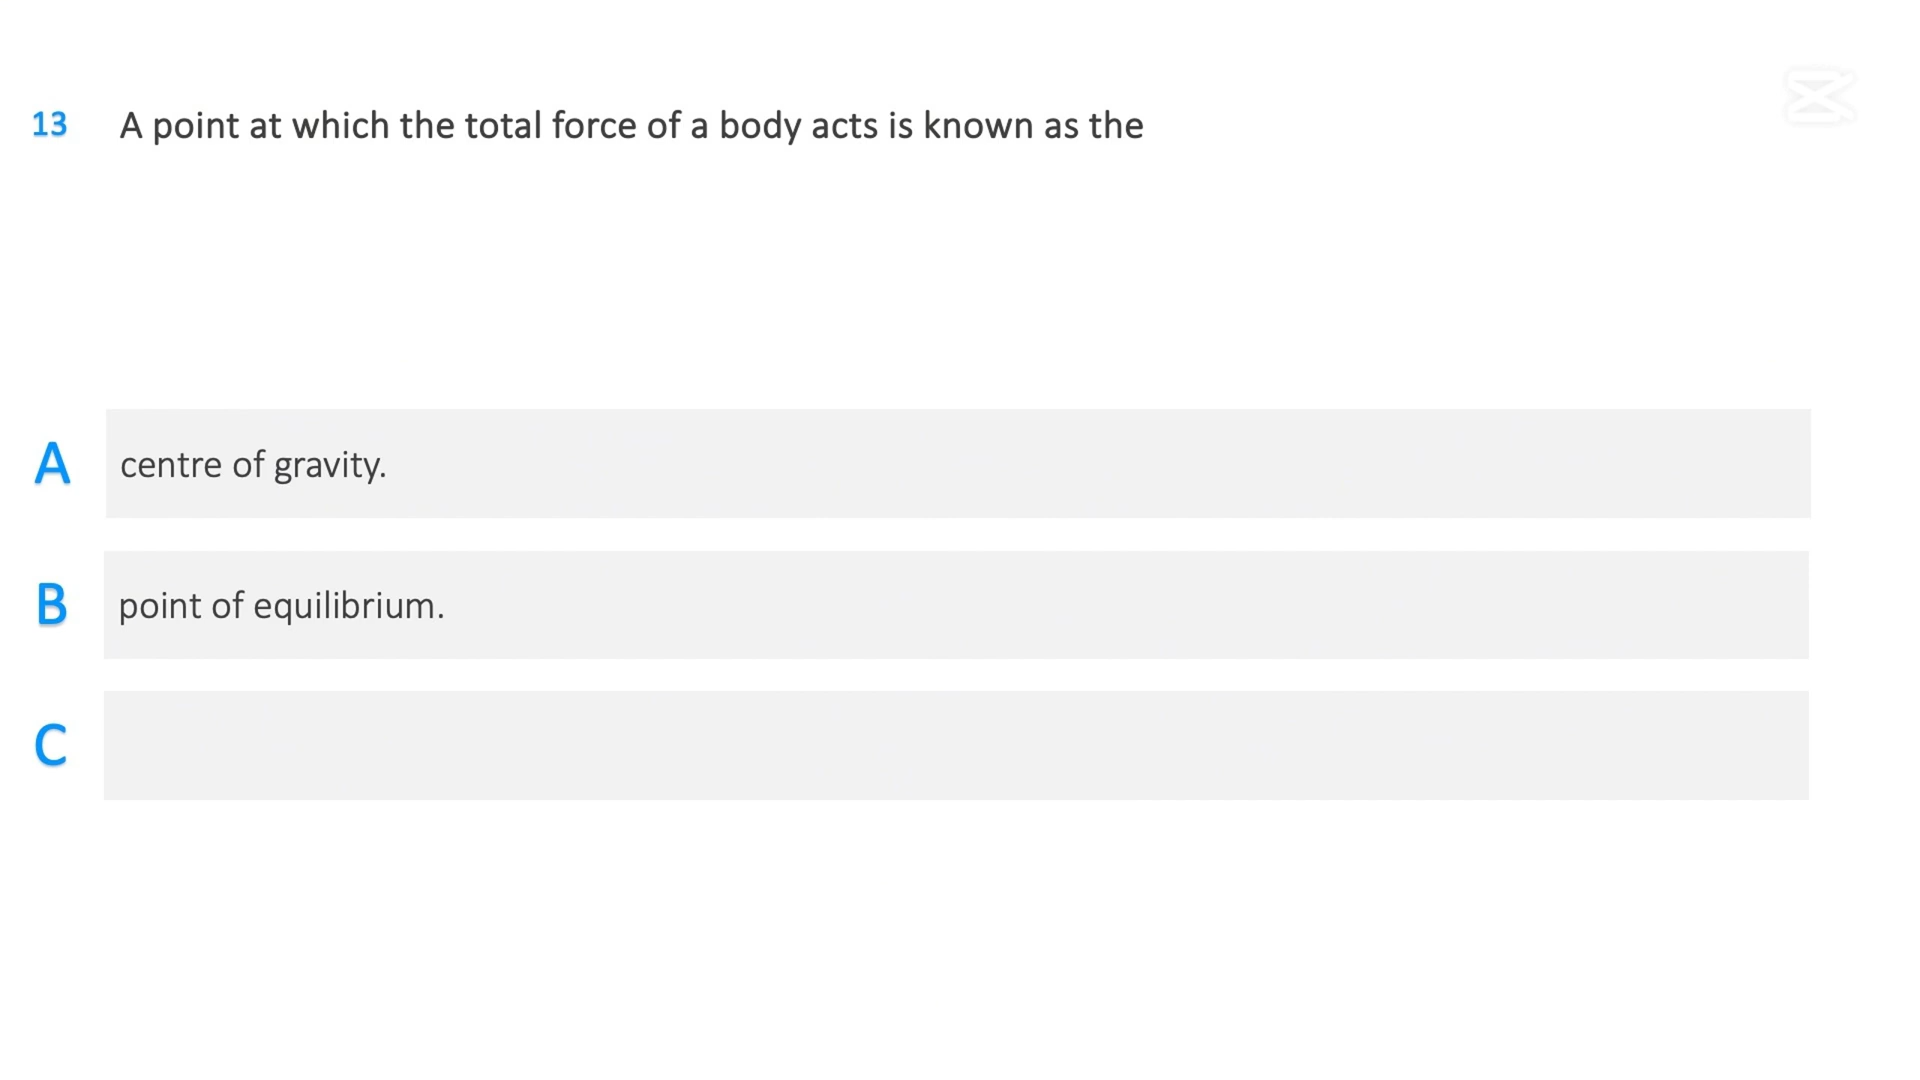 13 A point at which the total force of a body acts is known as the
A centre of gravity.
B point of equilibrium.
C